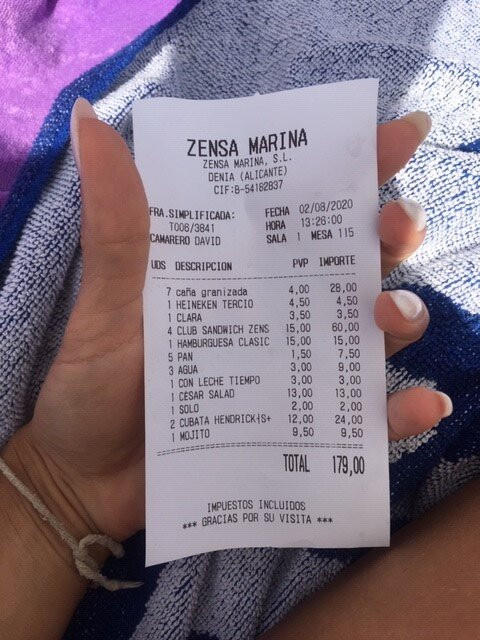 ZENSA MARINA
ZENSA MARINA, S.L.
DENIA (ALICANTE)
CIF:B-54182837
FRA.SIMPLIFICADA: FECHA 02/08/2020
T008/3841 HORA 13:28:00
CAMARERO DAVID SALA 1 MESA 115
UDS DESCRIPCION PVP IMPORTE
7 caña granizada 4,00 28,00
1 HEINEKEN TERCIO 4,50 4,50
1 CLARA 3,50 3,50
4 CLUB SANDWICH ZENS 15,00 60,00
1 HAMBURGUESA CLASIC 15,00 15,00
5 PAN 1,50 7,50
3 AGUA 3,00 9,00
1 CON LECHE TIEMPO 3,00 3,00
1 CESAR SALAD 13,00 13,00
1 SOLO 2,00 2,00
2 CUBATA HENDRICK┤S+ 12,00 24,00
1 MOJITO 9,50 9,50
TOTAL 179,00
IMPUESTOS INCLUIDOS
*** GRACIAS POR SU VISITA ***